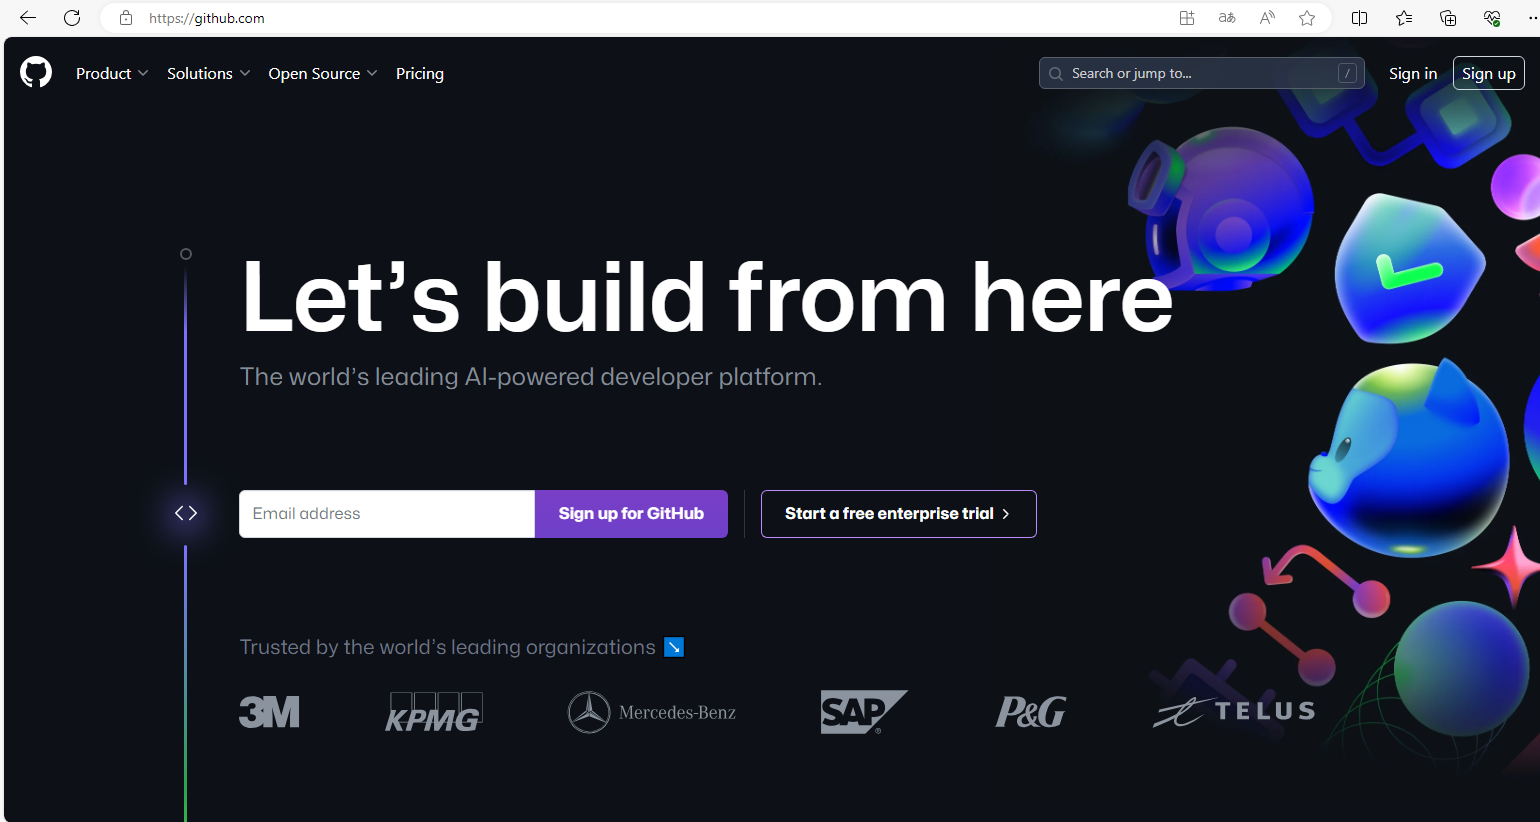 https://github.com
Product Solutions Open Source Pricing Search or jump to... / Sign in Sign up
Let’s build from here
The world’s leading AI-powered developer platform.
Email address Sign up for GitHub Start a free enterprise trial
Trusted by the world’s leading organizations ↘
3M KPMG Mercedes-Benz SAP® P&G TELUS